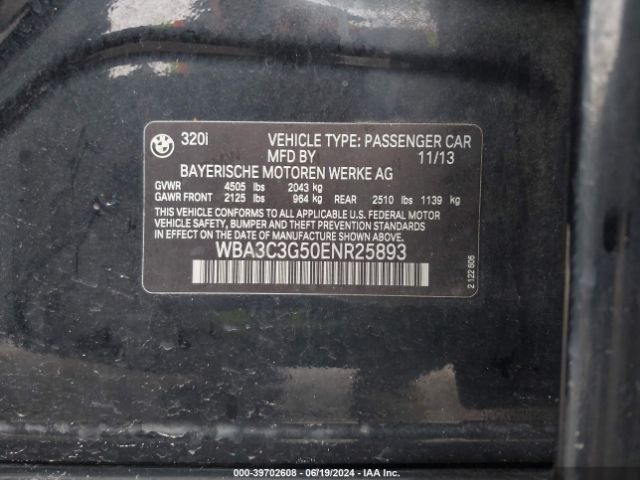 320i VEHICLE TYPE: PASSENGER CAR
MFD BY 11/13
BAYERISCHE MOTOREN WERKE AG
GVWR 4505 lbs 2043 kg
GAWR FRONT 2125 lbs 964 kg REAR 2510 lbs 1139 kg
THIS VEHICLE CONFORMS TO ALL APPLICABLE U.S. FEDERAL MOTOR
VEHICLE SAFETY, BUMPER AND THEFT PREVENTION STANDARDS
IN EFFECT ON THE DATE OF MANUFACTURE SHOWN ABOVE.
WBA3C3G50ENR25893
2 122 606
000-39702608 - 06/19/2024 - IAA Inc.